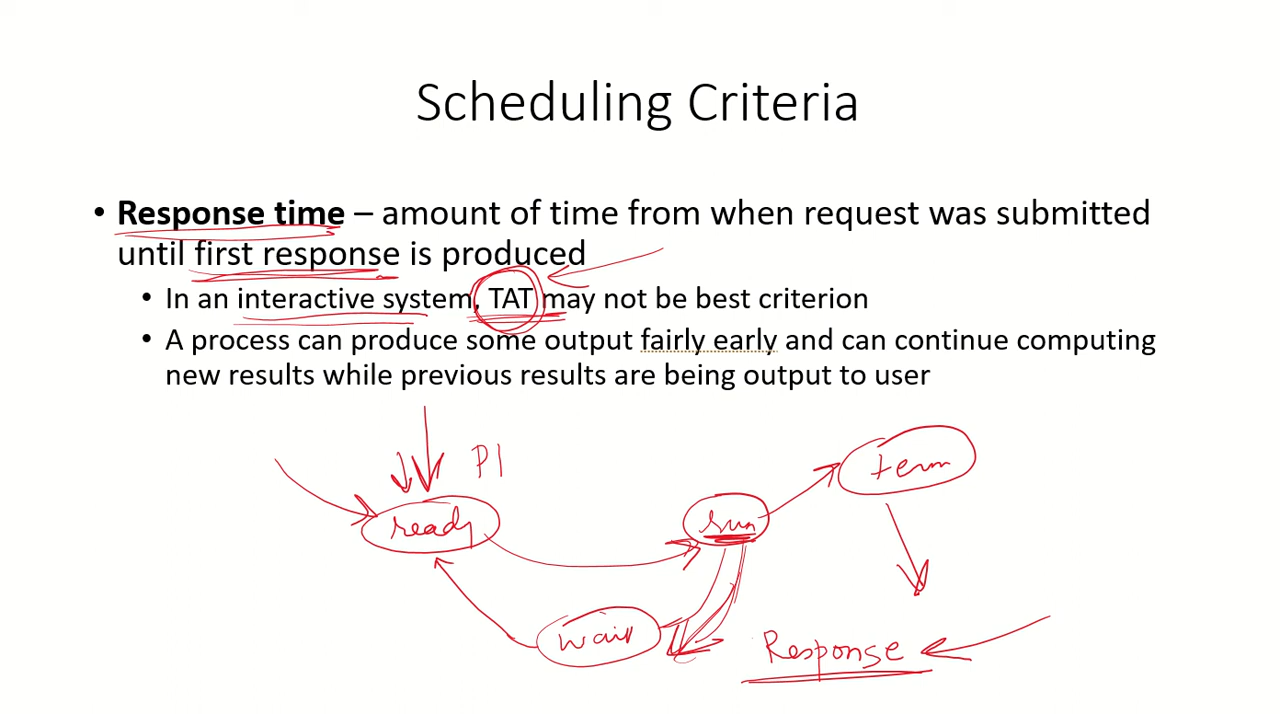 Scheduling Criteria
• Response time – amount of time from when request was submitted
until first response is produced
• In an interactive system, TAT may not be best criterion
• A process can produce some output fairly early and can continue computing
new results while previous results are being output to user
P1
term
ready
run
wait
Response